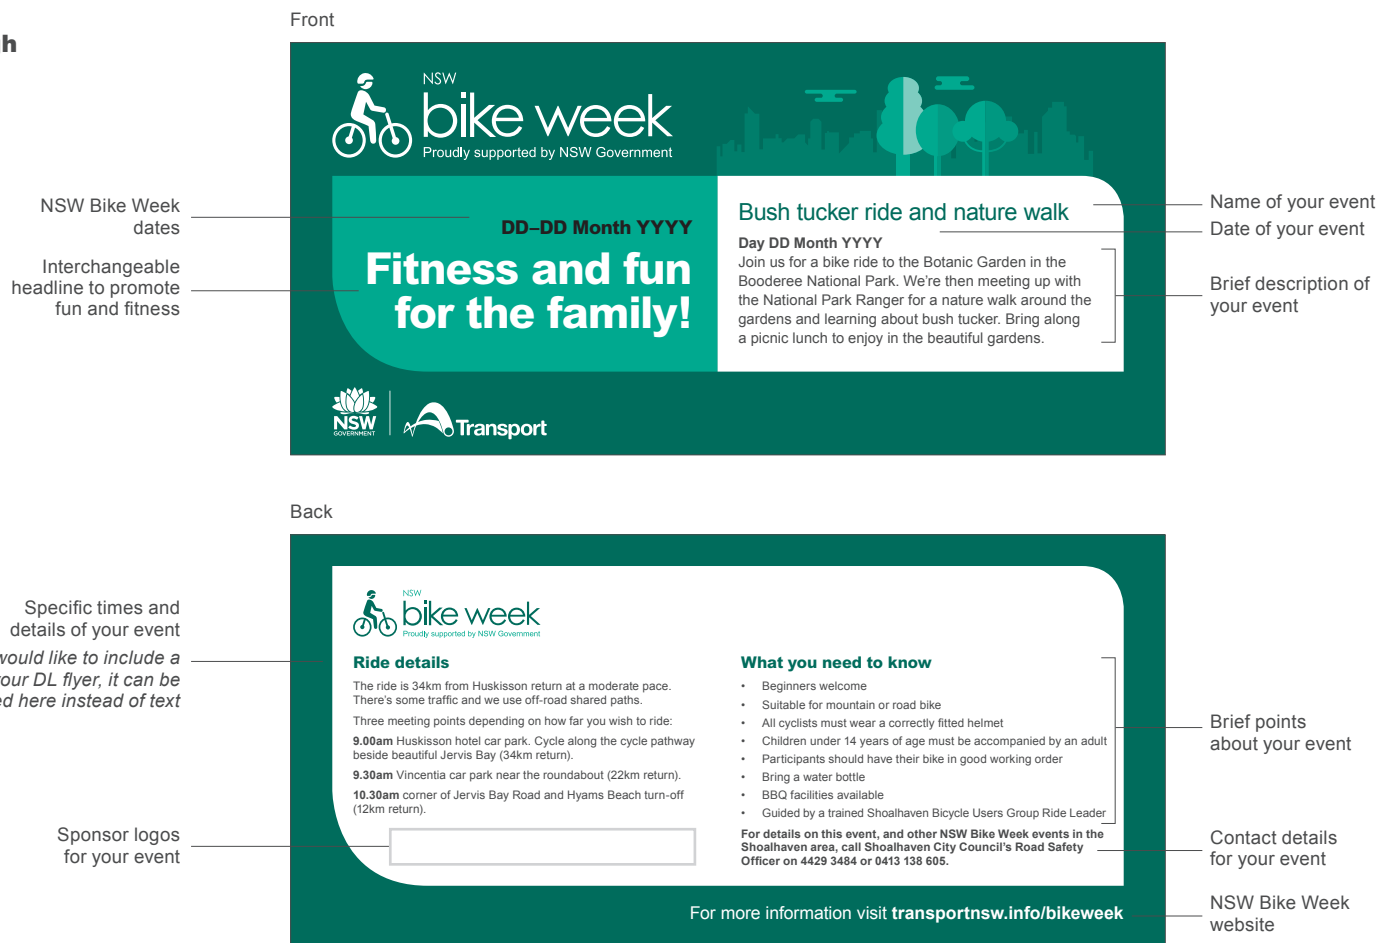 Front
NSW
bike week
Proudly supported by NSW Government
NSW Bike Week
dates
Interchangeable
headline to promote
fun and fitness
DD–DD Month YYYY
Fitness and fun
for the family!
Bush tucker ride and nature walk
Day DD Month YYYY
Join us for a bike ride to the Botanic Garden in the
Booderee National Park. We're then meeting up with
the National Park Ranger for a nature walk around the
gardens and learning about bush tucker. Bring along
a picnic lunch to enjoy in the beautiful gardens.
Name of your event
Date of your event
Brief description of
your event
NSW
GOVERNMENT
Transport
Back
Specific times and
details of your event
would like to include a
your DL flyer, it can be
here instead of text
Sponsor logos
for your event
NSW
bike week
Proudly supported by NSW Government
Ride details
The ride is 34km from Huskisson return at a moderate pace.
There's some traffic and we use off-road shared paths.
Three meeting points depending on how far you wish to ride:
9.00am Huskisson hotel car park. Cycle along the cycle pathway
beside beautiful Jervis Bay (34km return).
9.30am Vincentia car park near the roundabout (22km return).
10.30am corner of Jervis Bay Road and Hyams Beach turn-off
(12km return).
What you need to know
• Beginners welcome
• Suitable for mountain or road bike
• All cyclists must wear a correctly fitted helmet
• Children under 14 years of age must be accompanied by an adult
• Participants should have their bike in good working order
• Bring a water bottle
• BBQ facilities available
• Guided by a trained Shoalhaven Bicycle Users Group Ride Leader
For details on this event, and other NSW Bike Week events in the
Shoalhaven area, call Shoalhaven City Council's Road Safety
Officer on 4429 3484 or 0413 138 605.
Brief points
about your event
Contact details
for your event
For more information visit transportnsw.info/bikeweek
NSW Bike Week
website